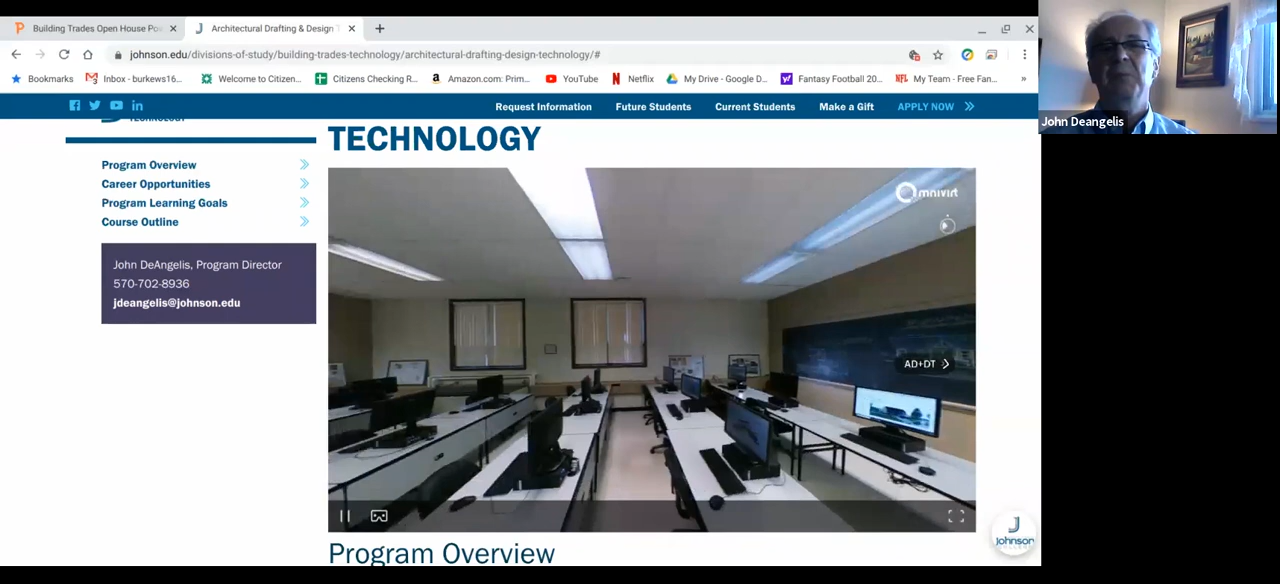 Building Trades Open House Po
Architectural Drafting & Design T
johnson.edu/divisions-of-study/building-trades-technology/architectural-drafting-design-technology/#
Bookmarks
Inbox - burkews16...
Welcome to Citizen...
Citizens Checking R...
Amazon.com: Prim...
YouTube
Netflix
My Drive - Google D...
Fantasy Football 20...
My Team - Free Fan...
»
Request Information
Future Students
Current Students
Make a Gift
APPLY NOW
John Deangelis
TECHNOLOGY
TECHNOLOGY
Program Overview
Career Opportunities
Program Learning Goals
Course Outline
John DeAngelis, Program Director
570-702-8936
jdeangelis@johnson.edu
Omnivirt
AD+DT
Program Overview
J
Johnson
COLLEGE